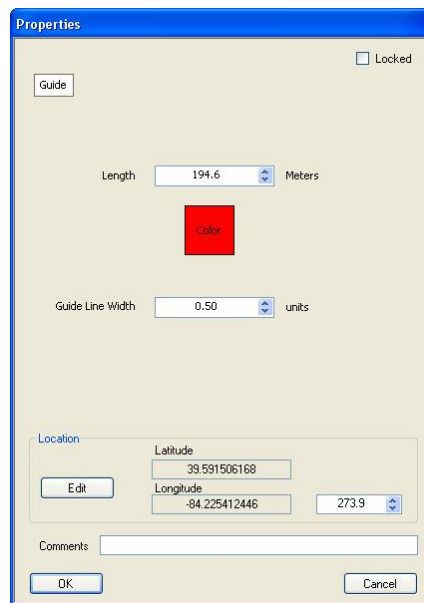 Properties
Locked
Guide
Length 194.6 Meters
Color
Guide Line Width 0.50 units
Location
Latitude
39.591506168
Edit
Longitude
-84.225412446 273.9
Comments
OK Cancel